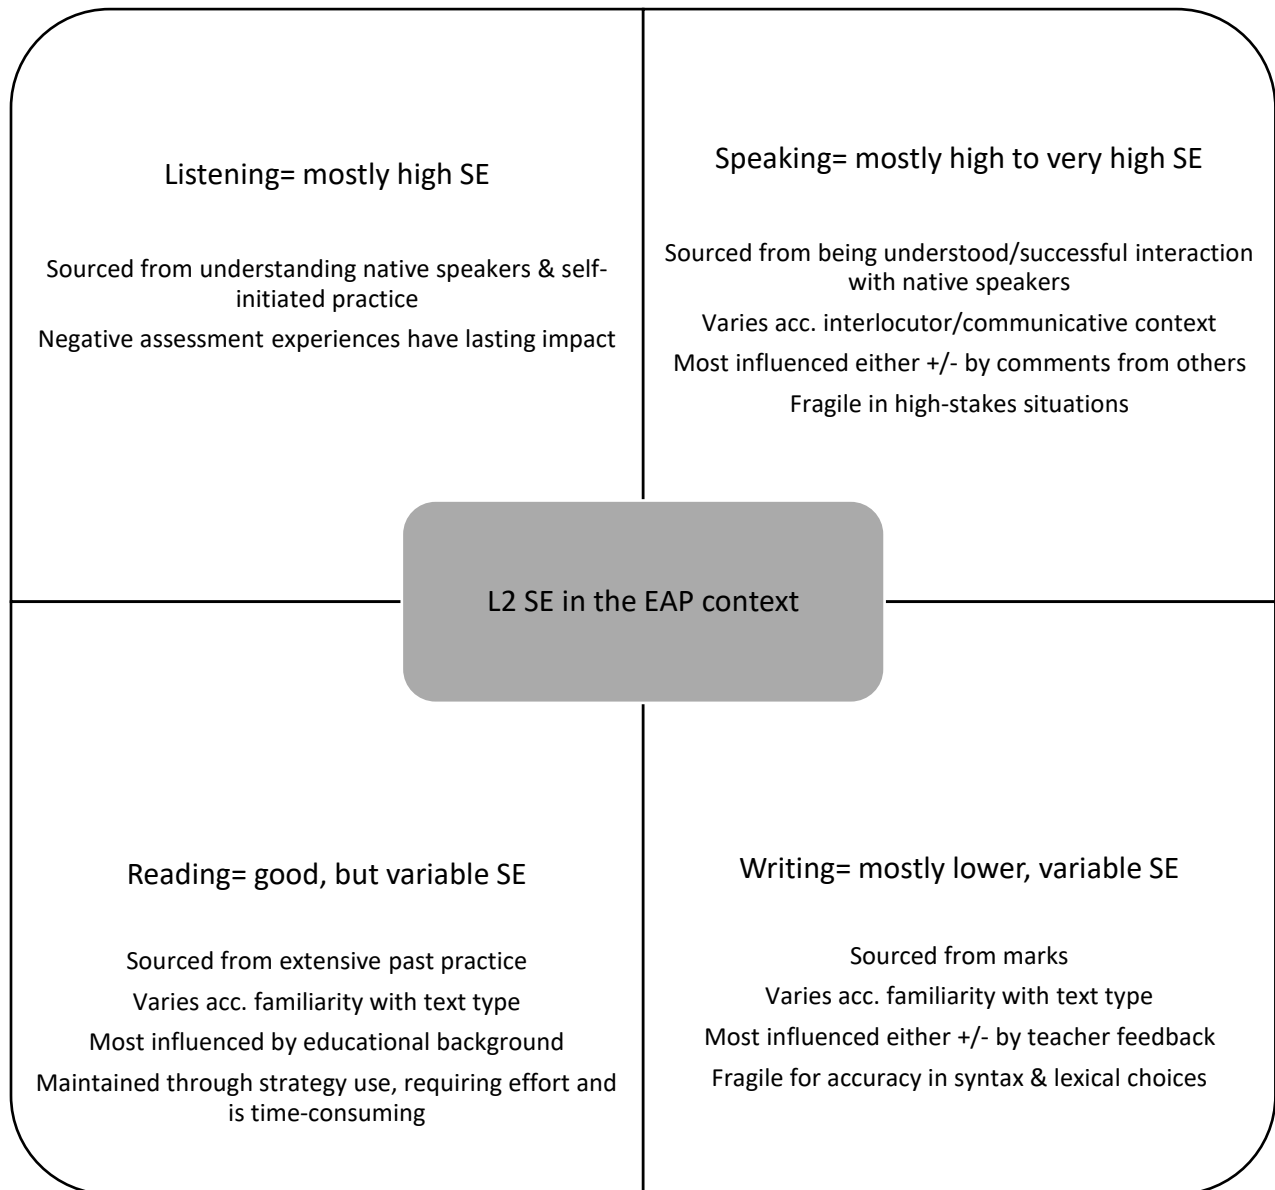 Listening= mostly high SE
Sourced from understanding native speakers & self-
initiated practice
Negative assessment experiences have lasting impact
Speaking= mostly high to very high SE
Sourced from being understood/successful interaction
with native speakers
Varies acc. interlocutor/communicative context
Most influenced either +/- by comments from others
Fragile in high-stakes situations
L2 SE in the EAP context
Reading= good, but variable SE
Sourced from extensive past practice
Varies acc. familiarity with text type
Most influenced by educational background
Maintained through strategy use, requiring effort and
is time-consuming
Writing= mostly lower, variable SE
Sourced from marks
Varies acc. familiarity with text type
Most influenced either +/- by teacher feedback
Fragile for accuracy in syntax & lexical choices